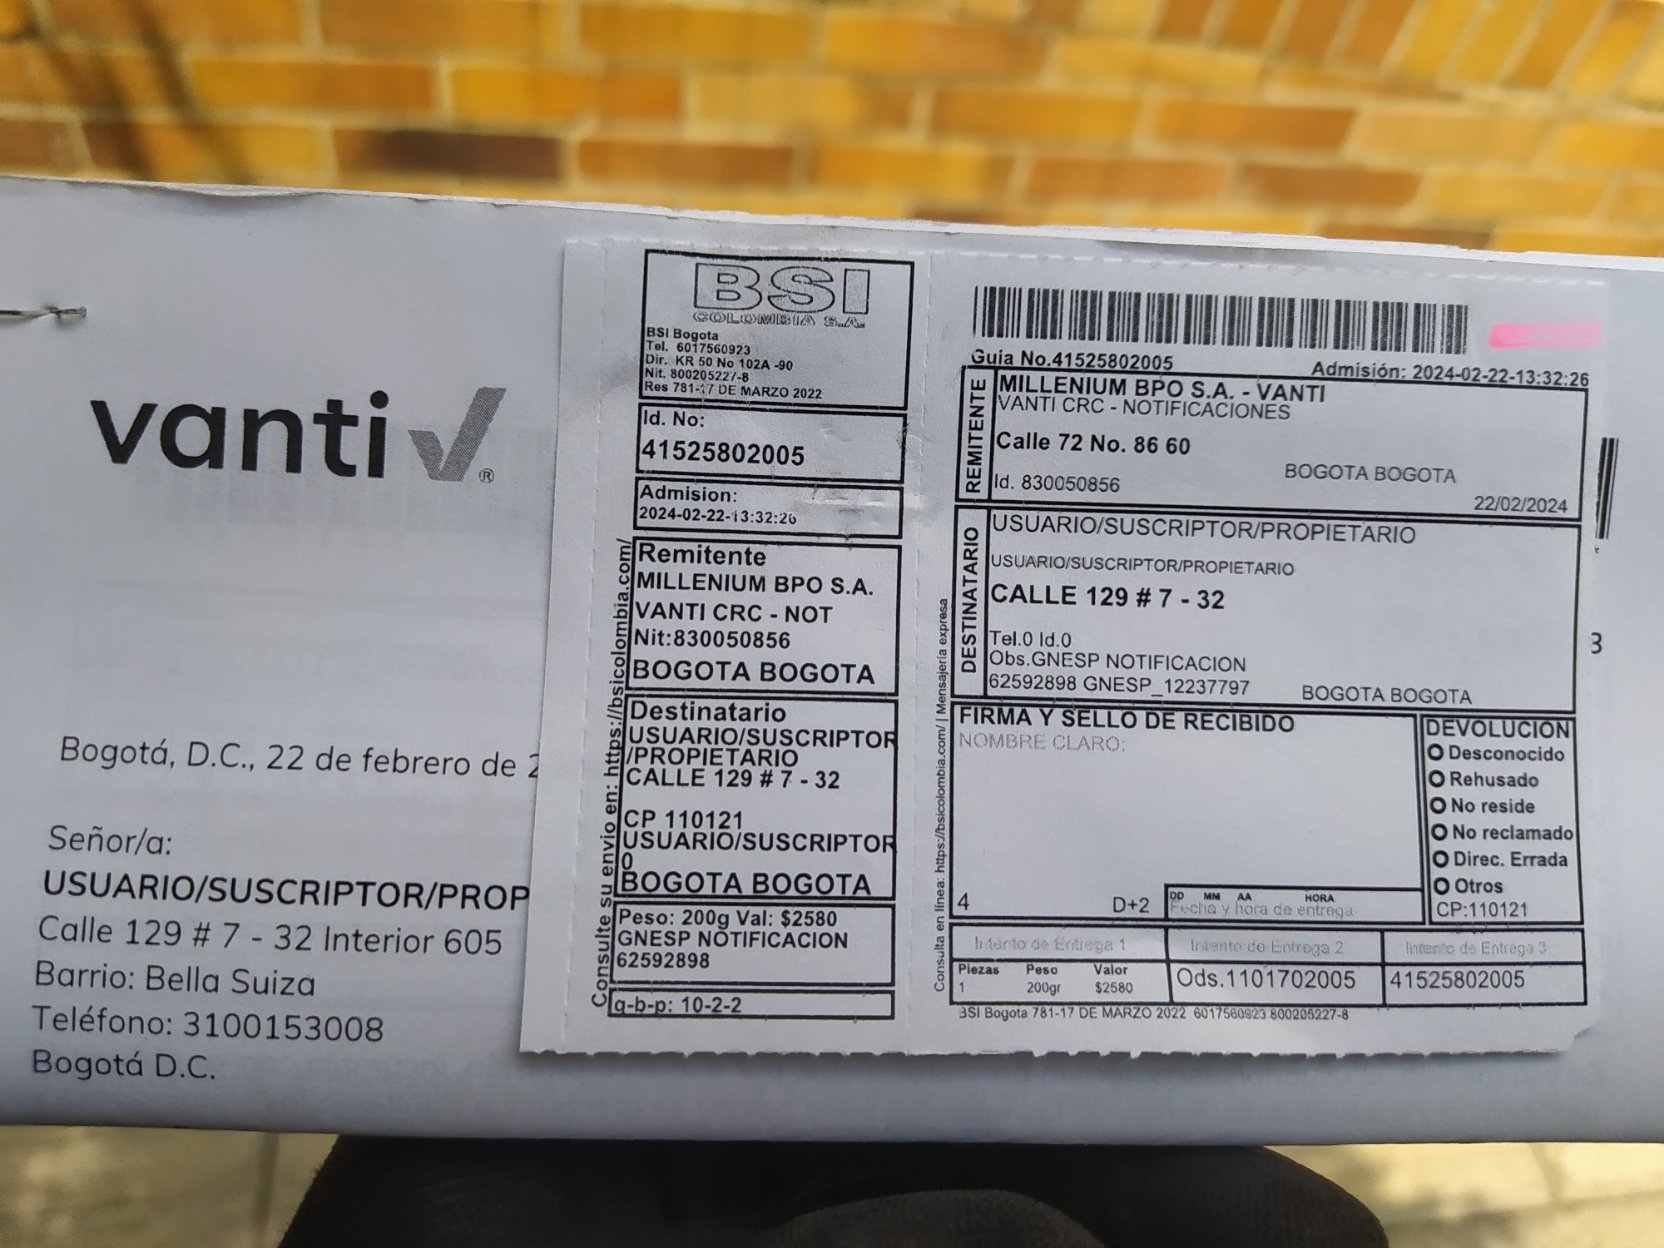 vanti
®
Bogotá, D.C., 22 de febrero de 2
Señor/a:
USUARIO/SUSCRIPTOR/PROP
Calle 129 # 7 - 32 Interior 605
Barrio: Bella Suiza
Teléfono: 3100153008
Bogotá D.C.
Consulte su envio en: https://bsicolombia.com/
BSI
COLOMBIA S.A.
BSI Bogota
Tel. 6017560923
Dir. KR 50 No 102A -90
Nit. 800205227-8
Res 781-17 DE MARZO 2022
Id. No:
41525802005
Admision:
2024-02-22-13:32:26
Remitente
MILLENIUM BPO S.A.
VANTI CRC - NOT
Nit:830050856
BOGOTA BOGOTA
Destinatario
USUARIO/SUSCRIPTOR
/PROPIETARIO
CALLE 129 # 7 - 32
CP 110121
USUARIO/SUSCRIPTOR
0
BOGOTA BOGOTA
Peso: 200g Val: $2580
GNESP NOTIFICACION
62592898
q-b-p: 10-2-2
Consulta en línea: https://bsicolombia.com/ | Mensajería expresa
Guia No.41525802005 Admisión: 2024-02-22-13:32:26
REMITENTE
MILLENIUM BPO S.A. - VANTI
VANTI CRC - NOTIFICACIONES
Calle 72 No. 86 60
BOGOTA BOGOTA
Id. 830050856
22/02/2024
DESTINATARIO
USUARIO/SUSCRIPTOR/PROPIETARIO
USUARIO/SUSCRIPTOR/PROPIETARIO
CALLE 129 # 7 - 32
Tel.0 Id.0
Obs.GNESP NOTIFICACION
62592898 GNESP_12237797 BOGOTA BOGOTA
FIRMA Y SELLO DE RECIBIDO
NOMBRE CLARO:
4 D+2
DD MM AA HORA
Fecha y hora de entrega
DEVOLUCION
Desconocido
Rehusado
No reside
No reclamado
Direc. Errada
Otros
CP:110121
Intento de Entrega 1 Intento de Entrega 2 Intento de Entrega 3
Piezas Peso Valor
1 200gr $2580
Ods.1101702005 41525802005
BSI Bogota 781-17 DE MARZO 2022 6017560923 800205227-8
3